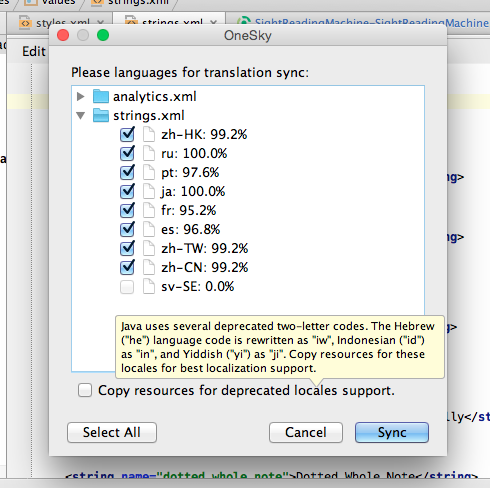 values
strings.xml
styles.xml
strings.xml
SightReadingMachine-SightReadingMachine
OneSky
Edit
Please languages for translation sync:
analytics.xml
strings.xml
zh-HK: 99.2%
ru: 100.0%
pt: 97.6%
ja: 100.0%
fr: 95.2%
es: 96.8%
zh-TW: 99.2%
zh-CN: 99.2%
sv-SE: 0.0%
ng>
ng>
ng>
Java uses several deprecated two-letter codes. The Hebrew
("he") language code is rewritten as "iw", Indonesian ("id")
as "in", and Yiddish ("yi") as "ji". Copy resources for these
locales for best localization support.
Copy resources for deprecated locales support.
lly</st
Select All
Cancel
Sync
<string name="dotted_whole_note">Dotted Whole Note</string>